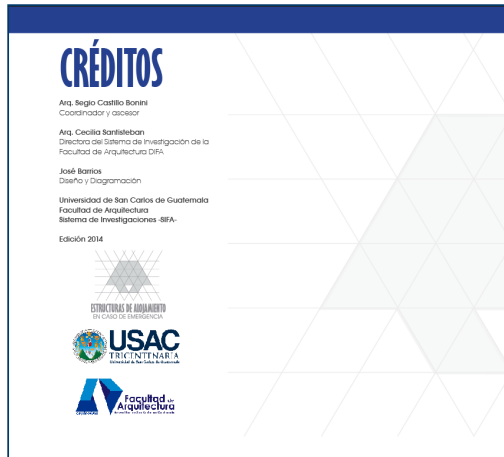 CRÉDITOS
Arq. Segio Castillo Bonini
Coordinador y ascesor
Arq. Cecilia Santisteban
Directora del Sistema de Investigación de la
Facultad de Arquitectura DIFA
José Barrios
Diseño y Diagramación
Universidad de San Carlos de Guatemala
Facultad de Arquitectura
Sistema de Investigaciones -SIFA-
Edición 2014
ESTRUCTURAS DE ALOJAMIENTO
EN CASO DE EMERGENCIA
USAC
TRICENTENARIA
Universidad de San Carlos de Guatemala
Facultad de
Arquitectura